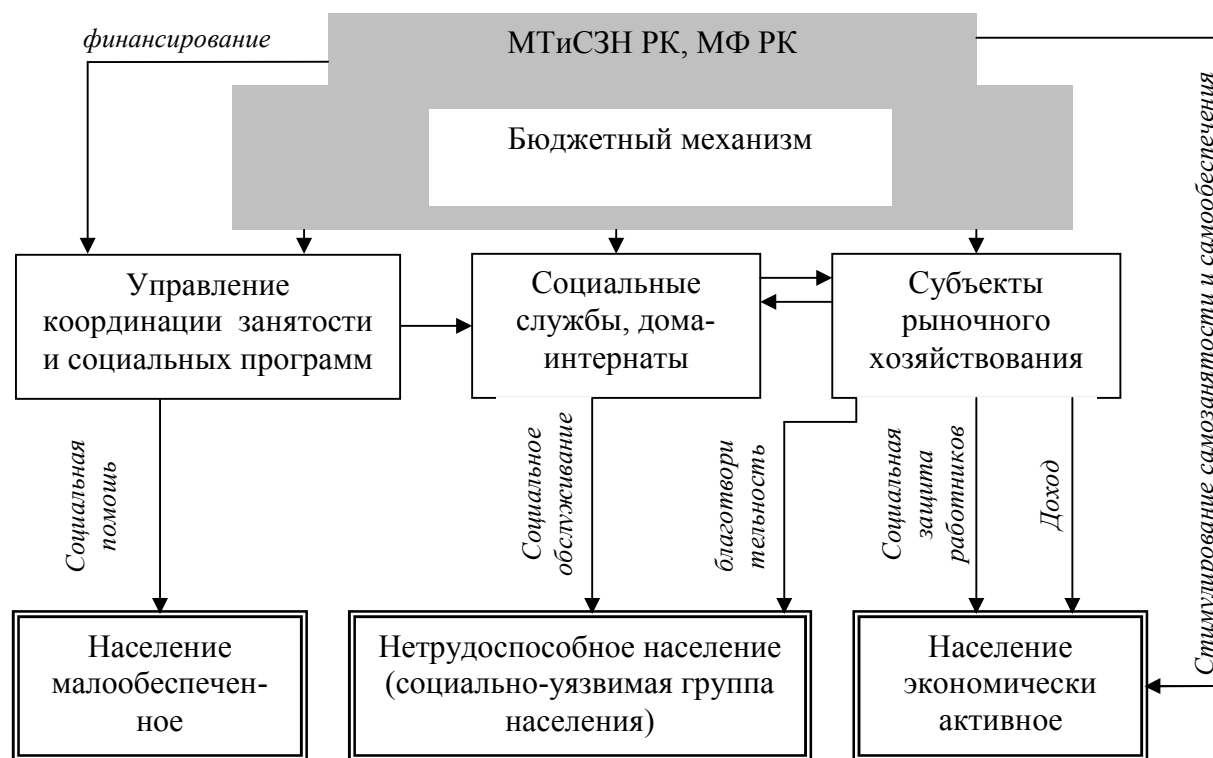 финансирование
МТиСЗН РК, МФ РК
Бюджетный механизм
Управление
координации занятости
и социальных программ
Социальные
службы, дома-
интернаты
Субъекты
рыночного
хозяйствования
Стимулирование самозанятости и самообеспечения
Социальная
помощь
Социальное
обслуживание
благотвори
тельность
Социальная
защита
работников
Доход
Население
малообеспечен-
ное
Нетрудоспособное население
(социально-уязвимая группа
населения)
Население
экономически
активное